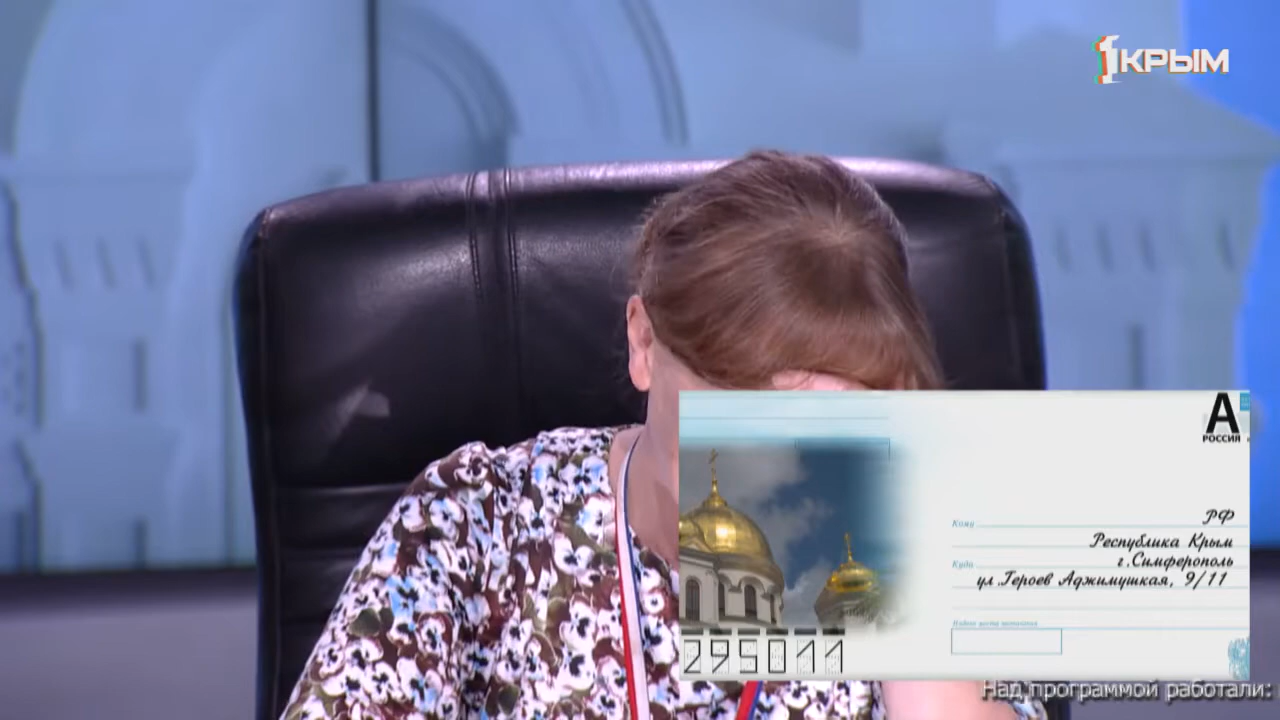 1КРЫМ
А
РОССИЯ
Кому
РФ
Республика Крым
Куда
г.Симферополь
ул.Героев Аджимушкая, 9/11
295011
Над программой работали: